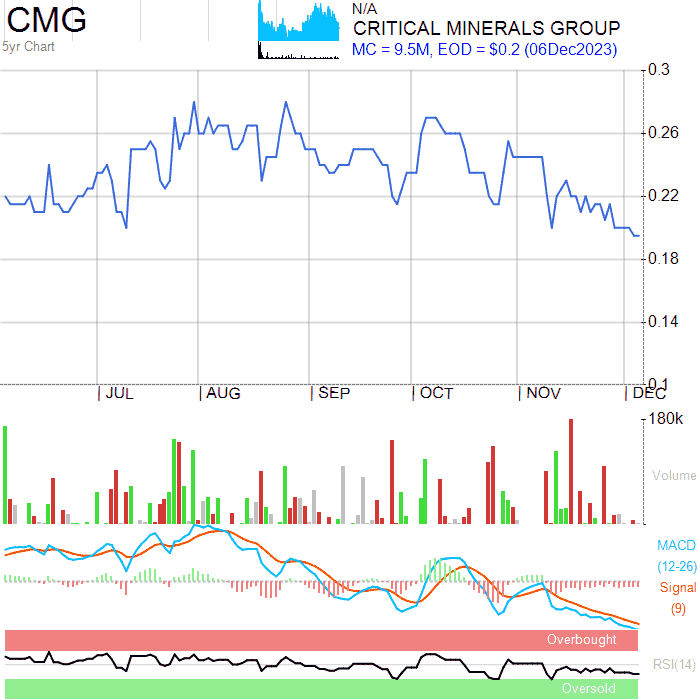 CMG
5yr Chart
N/A
CRITICAL MINERALS GROUP
MC = 9.5M, EOD = $0.2 (06Dec2023)
0.3
0.26
0.22
0.18
0.14
0.1
JUL
AUG
SEP
OCT
NOV
DEC
180k
Volume
MACD
(12-26)
Signal
(9)
Overbought
RSI(14)
Oversold